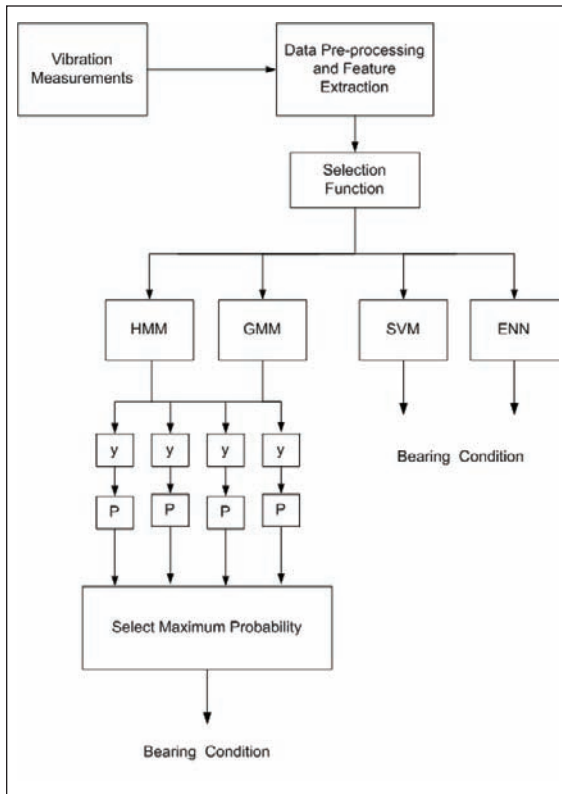 Vibration
Measurements
Data Pre-processing
and Feature
Extraction
Selection
Function
HMM
GMM
SVM
ENN
y
y
y
y
Bearing Condition
P
P
P
P
Select Maximum Probability
Bearing Condition